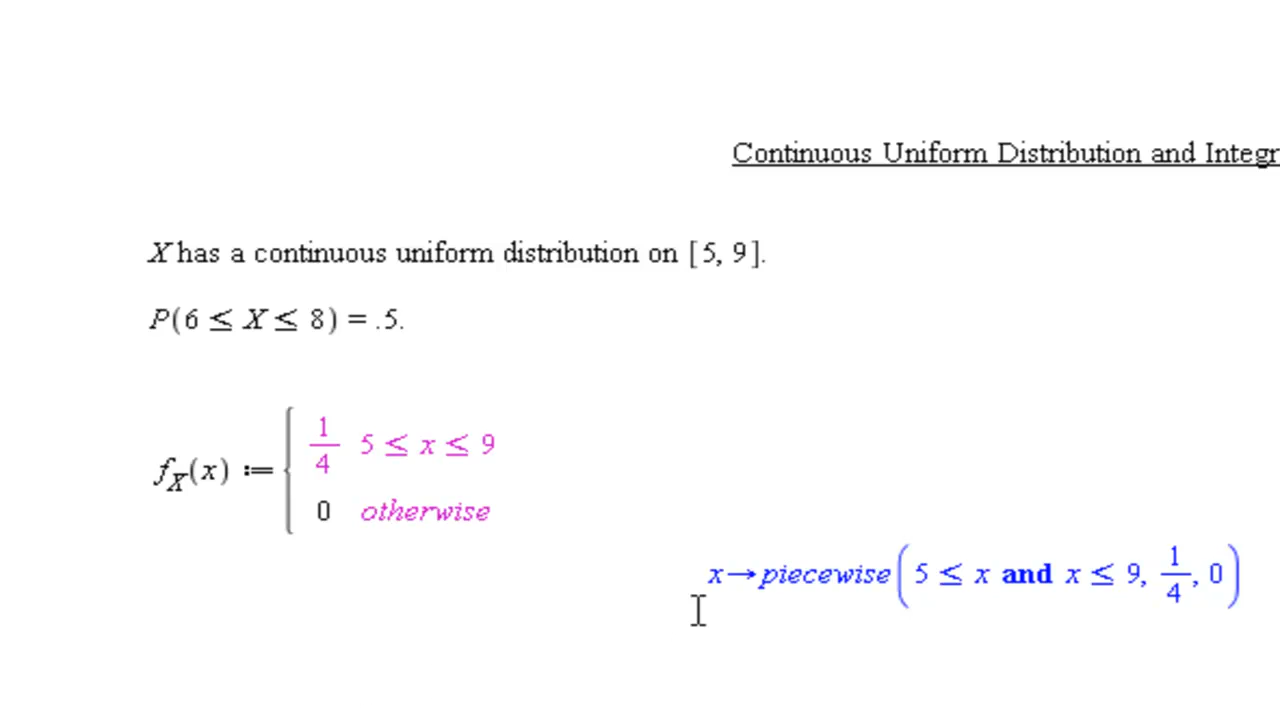 Continuous Uniform Distribution and Integr
X has a continuous uniform distribution on [5, 9].
P(6 ≤ X ≤ 8) = .5.
f_X(x) := { 1/4 5 ≤ x ≤ 9
0 otherwise
x→piecewise(5 ≤ x and x ≤ 9, 1/4, 0)